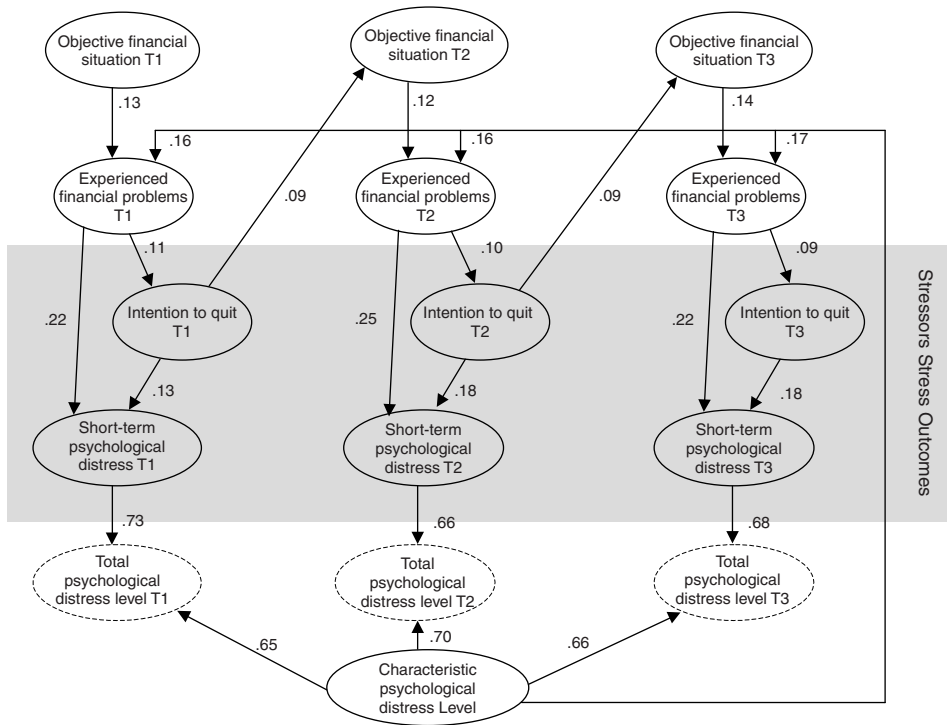 Objective financial
situation T1
Objective financial
situation T2
Objective financial
situation T3
.13
.12
.14
.16
.16
.17
Experienced
financial problems
T1
Experienced
financial problems
T2
Experienced
financial problems
T3
.09
.09
.11
.10
.09
Intention to quit
T1
Intention to quit
T2
Intention to quit
T3
.22
.25
.22
.13
.18
.18
Short-term
psychological
distress T1
Short-term
psychological
distress T2
Short-term
psychological
distress T3
Stressors Stress Outcomes
.73
.66
.68
Total
psychological
distress level T1
Total
psychological
distress level T2
Total
psychological
distress level T3
.65
.70
.66
Characteristic
psychological
distress Level